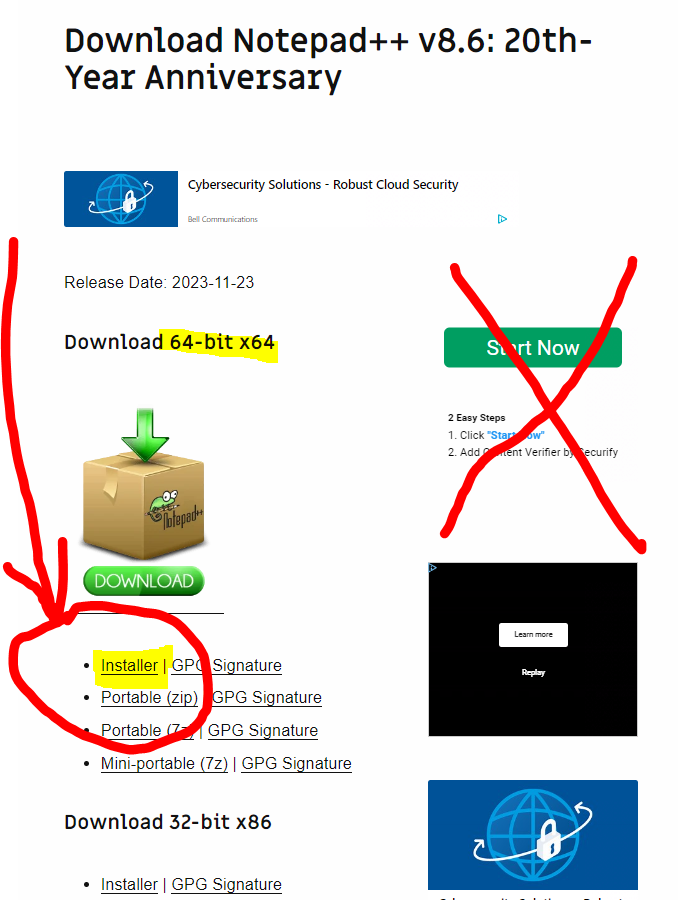 Download Notepad++ v8.6: 20th-
Year Anniversary
Cybersecurity Solutions - Robust Cloud Security
Bell Communications
Release Date: 2023-11-23
Download 64-bit x64
Start Now
2 Easy Steps
1. Click "Start Now"
2. Add Content Verifier by Securify
Notepad++
DOWNLOAD
Learn more
Replay
• Installer | GPG Signature
• Portable (zip) | GPG Signature
• Portable (7z) | GPG Signature
• Mini-portable (7z) | GPG Signature
Download 32-bit x86
• Installer | GPG Signature